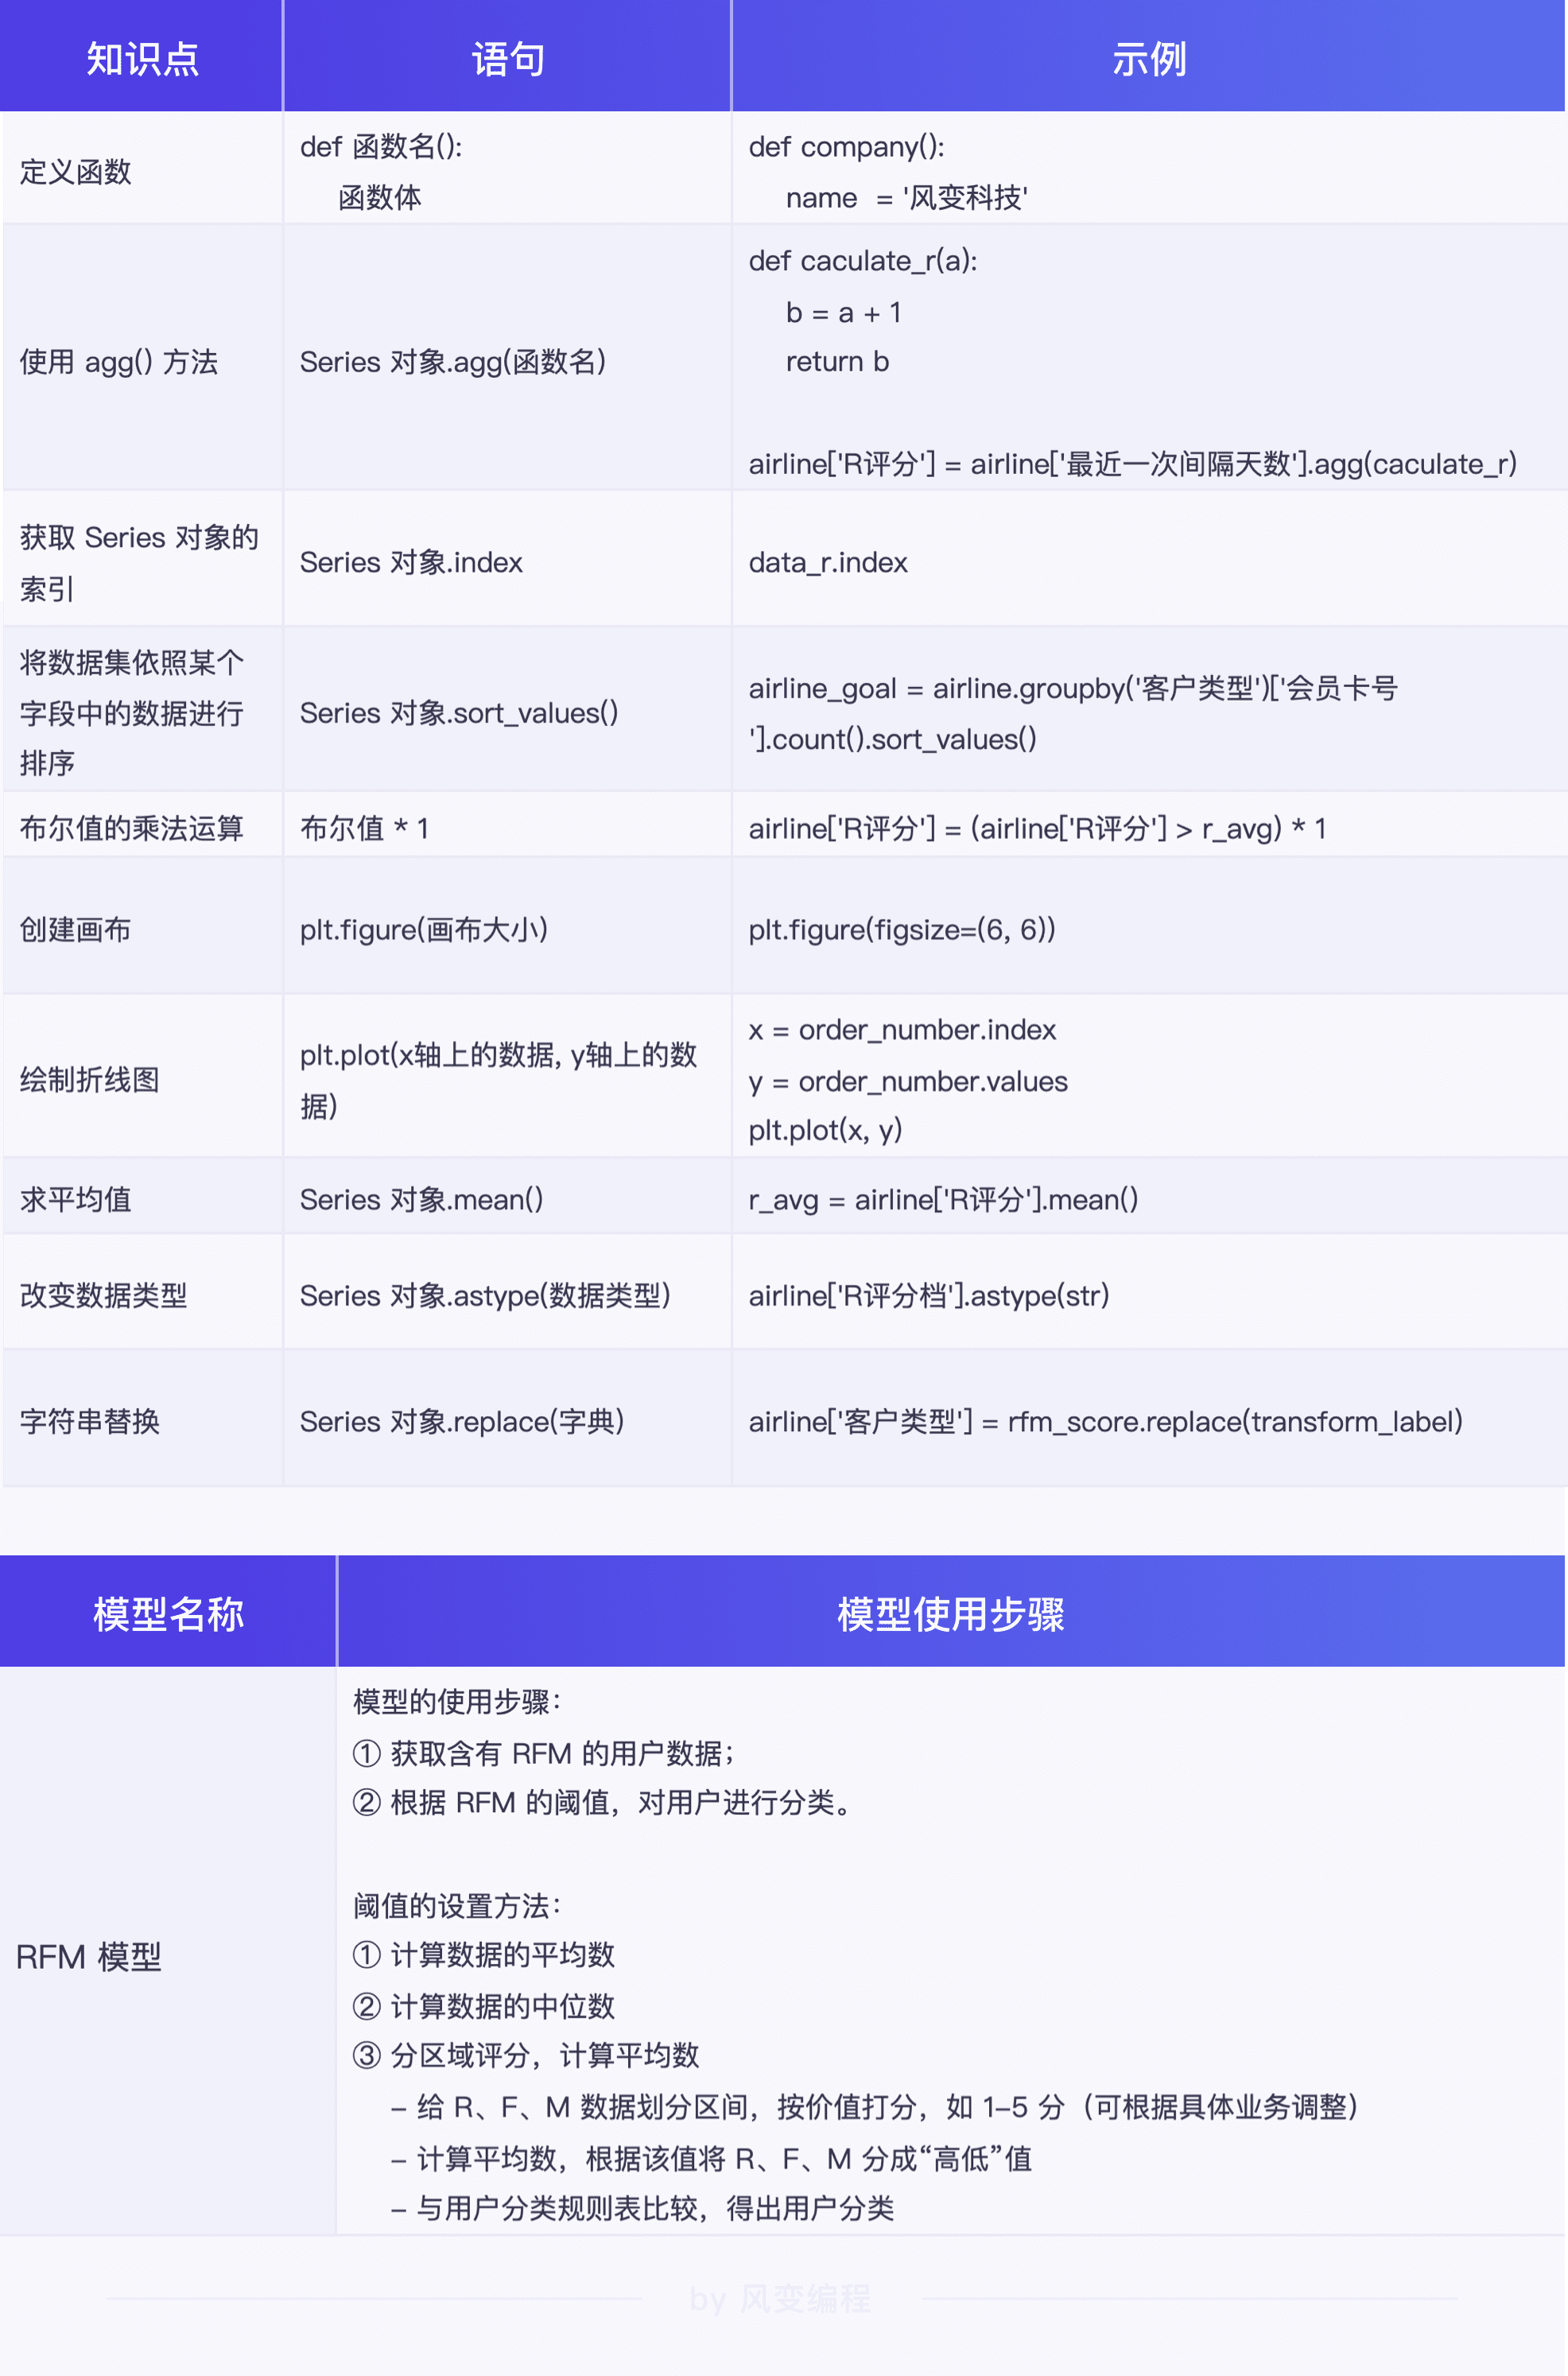 知识点 语句 示例
定义函数
def 函数名():
函数体
def company():
name = '风变科技'
使用 agg() 方法
Series 对象.agg(函数名)
def caculate_r(a):
b = a + 1
return b
airline['R评分'] = airline['最近一次间隔天数'].agg(caculate_r)
获取 Series 对象的
索引
Series 对象.index
data_r.index
将数据集依照某个
字段中的数据进行
排序
Series 对象.sort_values()
airline_goal = airline.groupby('客户类型')['会员卡号
'].count().sort_values()
布尔值的乘法运算
布尔值 * 1
airline['R评分'] = (airline['R评分'] > r_avg) * 1
创建画布
plt.figure(画布大小)
plt.figure(figsize=(6, 6))
绘制折线图
plt.plot(x轴上的数据, y轴上的数
据)
x = order_number.index
y = order_number.values
plt.plot(x, y)
求平均值
Series 对象.mean()
r_avg = airline['R评分'].mean()
改变数据类型
Series 对象.astype(数据类型)
airline['R评分档'].astype(str)
字符串替换
Series 对象.replace(字典)
airline['客户类型'] = rfm_score.replace(transform_label)
模型名称 模型使用步骤
RFM 模型
模型的使用步骤：
① 获取含有 RFM 的用户数据；
② 根据 RFM 的阈值，对用户进行分类。
阈值的设置方法：
① 计算数据的平均数
② 计算数据的中位数
③ 分区域评分，计算平均数
– 给 R、F、M 数据划分区间，按价值打分，如 1–5 分（可根据具体业务调整）
– 计算平均数，根据该值将 R、F、M 分成“高低”值
– 与用户分类规则表比较，得出用户分类
by 风变编程